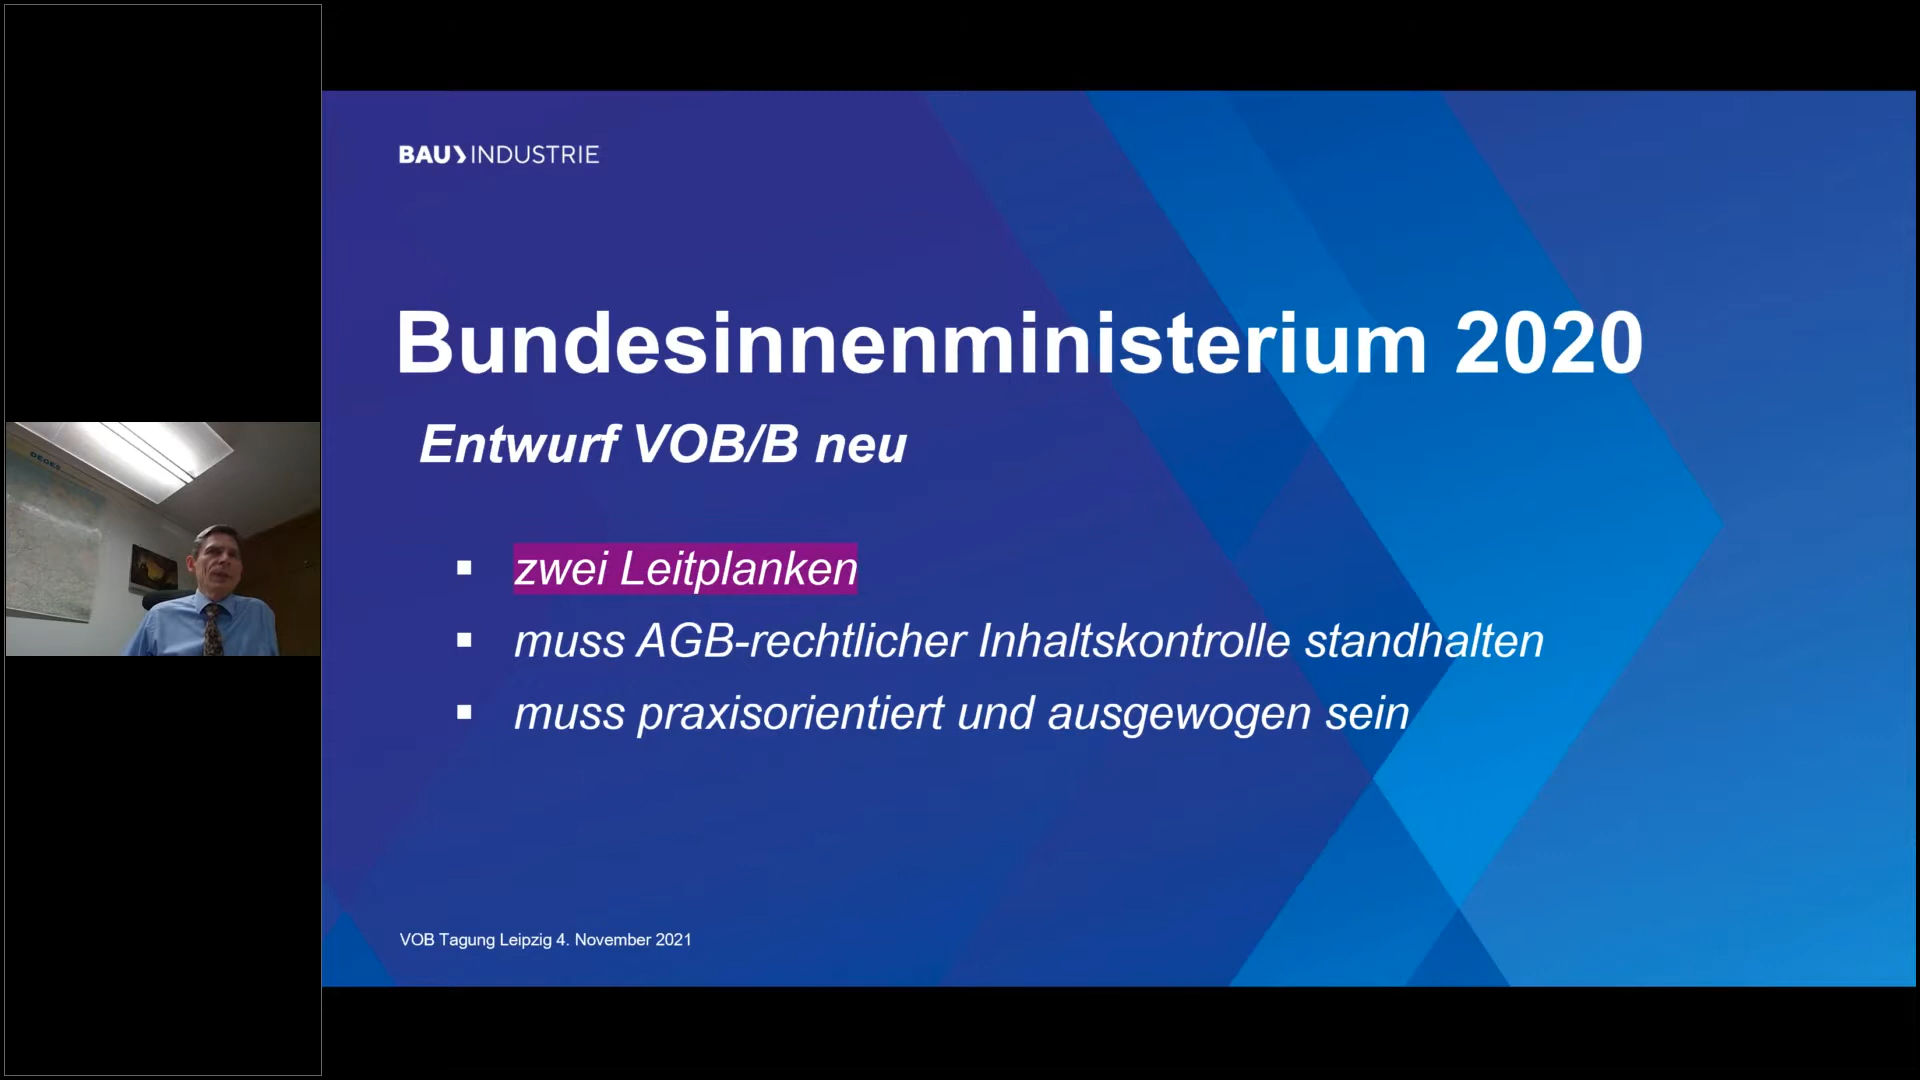 BAU INDUSTRIE
Bundesinnenministerium 2020
Entwurf VOB/B neu
▪ zwei Leitplanken
▪ muss AGB-rechtlicher Inhaltskontrolle standhalten
▪ muss praxisorientiert und ausgewogen sein
VOB Tagung Leipzig 4. November 2021
DEGES